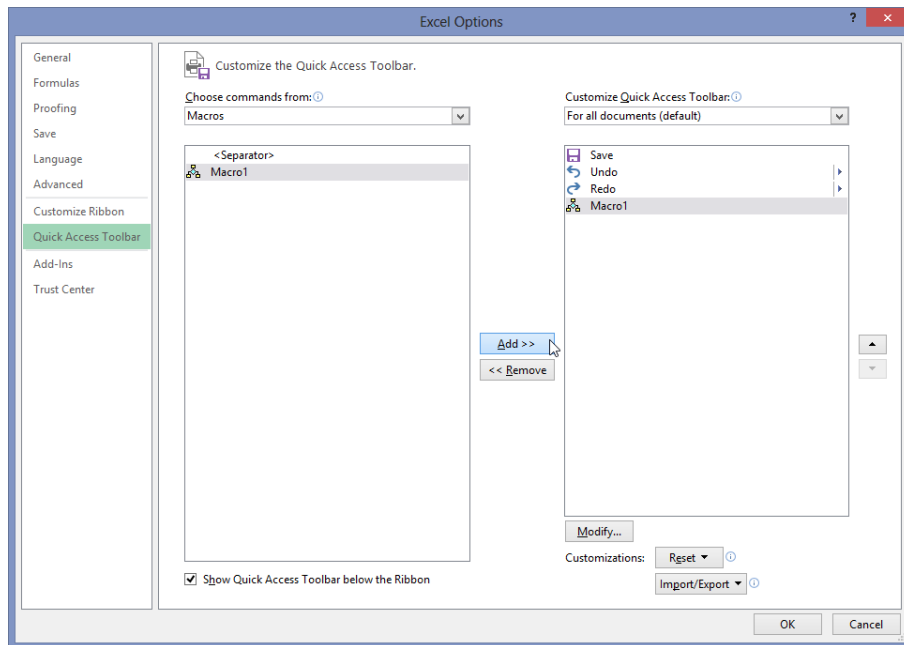 Excel Options
?
General
Formulas
Proofing
Save
Language
Advanced
Customize Ribbon
Quick Access Toolbar
Add-Ins
Trust Center
Customize the Quick Access Toolbar.
Choose commands from:
Macros
<Separator>
Macro1
Show Quick Access Toolbar below the Ribbon
Add >>
<< Remove
Customize Quick Access Toolbar:
For all documents (default)
Save
Undo
Redo
Macro1
Modify...
Customizations: Reset
Import/Export
OK Cancel